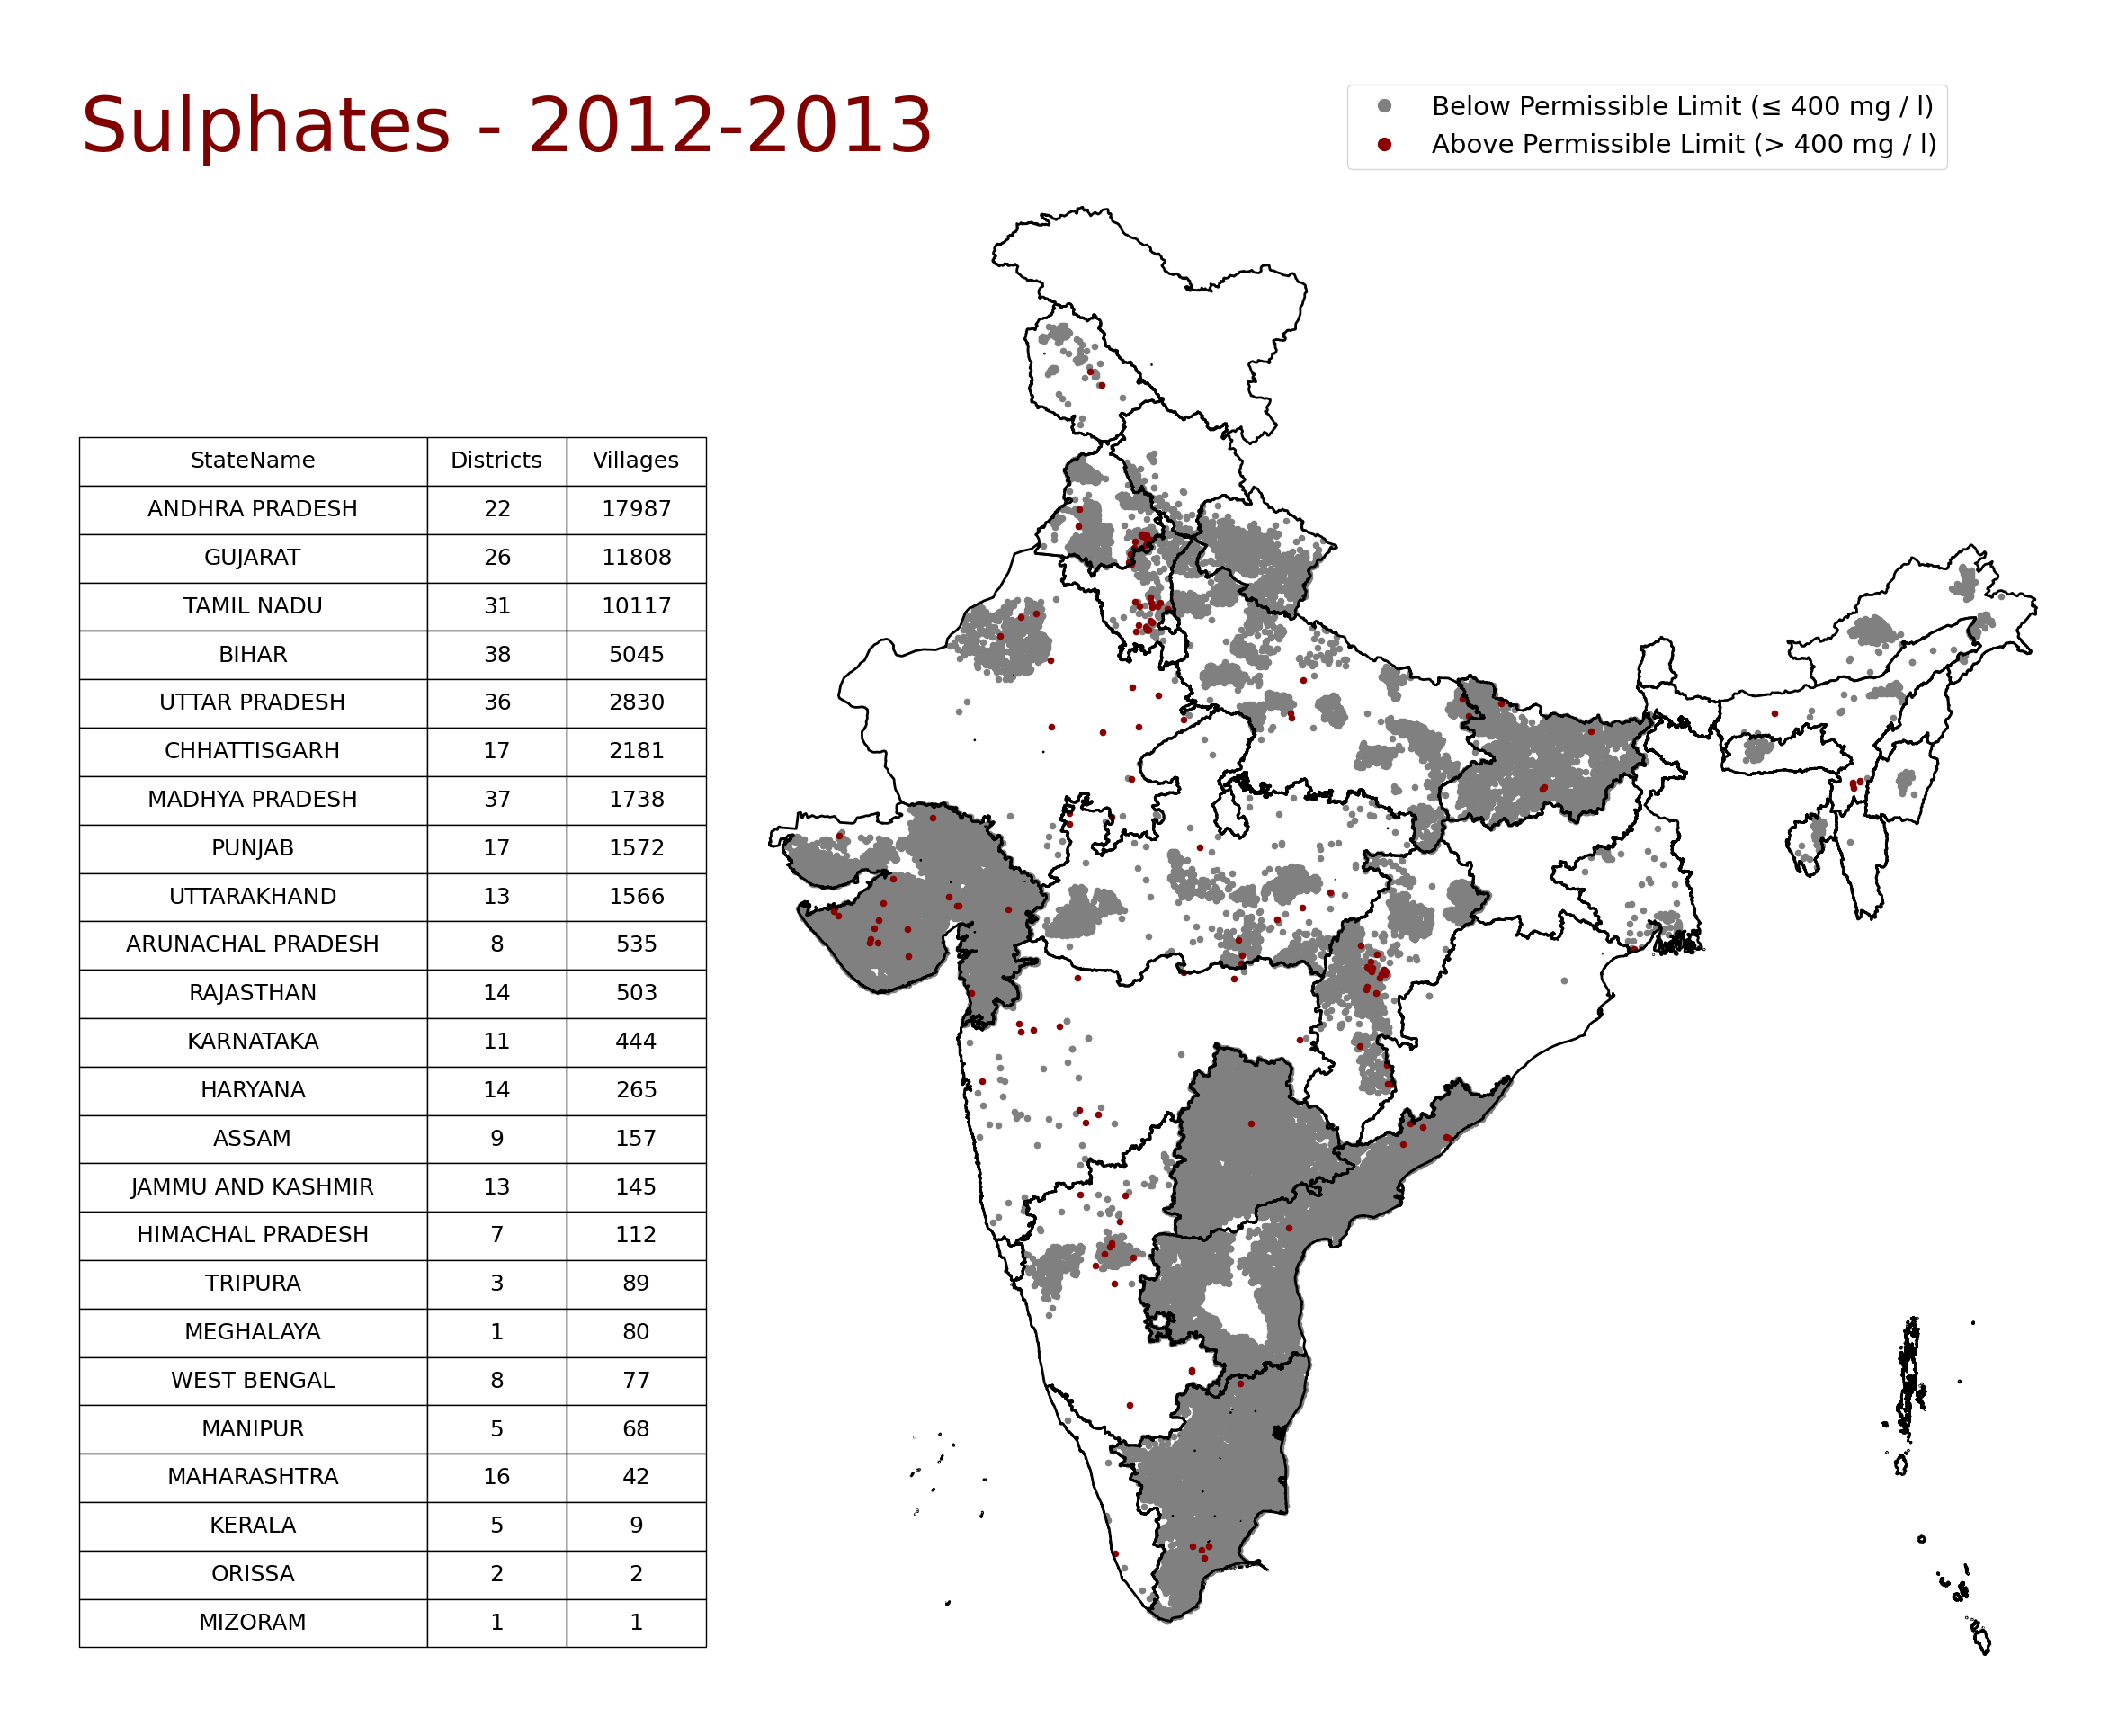 Sulphates - 2012-2013
Below Permissible Limit (≤ 400 mg / l)
Above Permissible Limit (> 400 mg / l)
StateName Districts Villages
ANDHRA PRADESH 22 17987
GUJARAT 26 11808
TAMIL NADU 31 10117
BIHAR 38 5045
UTTAR PRADESH 36 2830
CHHATTISGARH 17 2181
MADHYA PRADESH 37 1738
PUNJAB 17 1572
UTTARAKHAND 13 1566
ARUNACHAL PRADESH 8 535
RAJASTHAN 14 503
KARNATAKA 11 444
HARYANA 14 265
ASSAM 9 157
JAMMU AND KASHMIR 13 145
HIMACHAL PRADESH 7 112
TRIPURA 3 89
MEGHALAYA 1 80
WEST BENGAL 8 77
MANIPUR 5 68
MAHARASHTRA 16 42
KERALA 5 9
ORISSA 2 2
MIZORAM 1 1